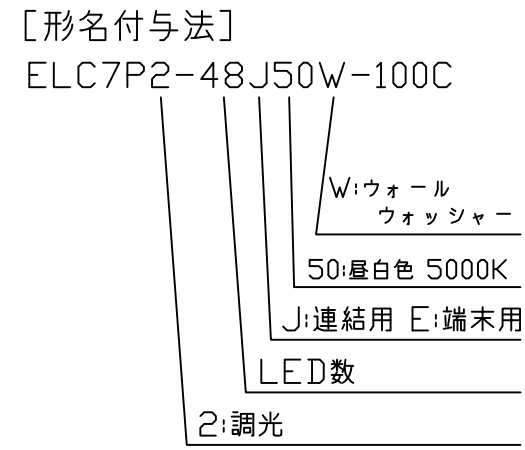 [形名付与法]
ELC7P2-48J50W-100C
W:ウォール
ウォッシャー
50:昼白色 5000K
J:連結用 E:端末用
LED数
2:調光